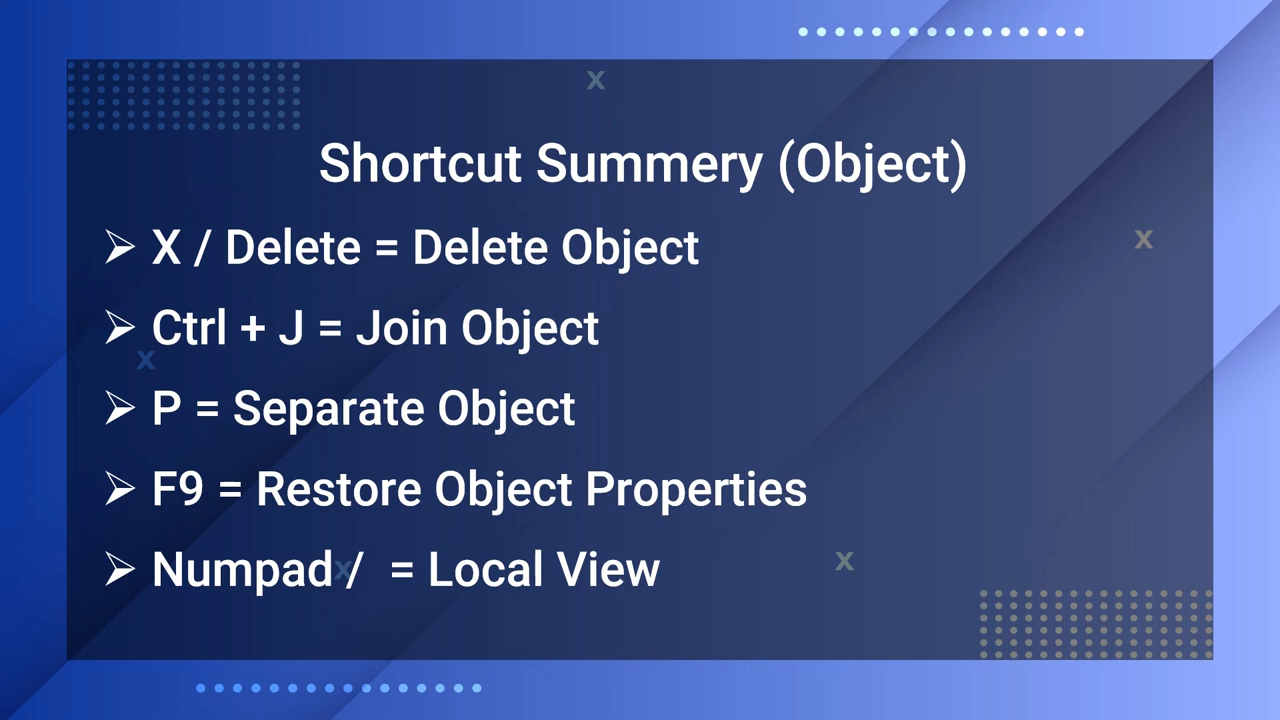 Shortcut Summery (Object)
➢ X / Delete = Delete Object
➢ Ctrl + J = Join Object
➢ P = Separate Object
➢ F9 = Restore Object Properties
➢ Numpad /  = Local View